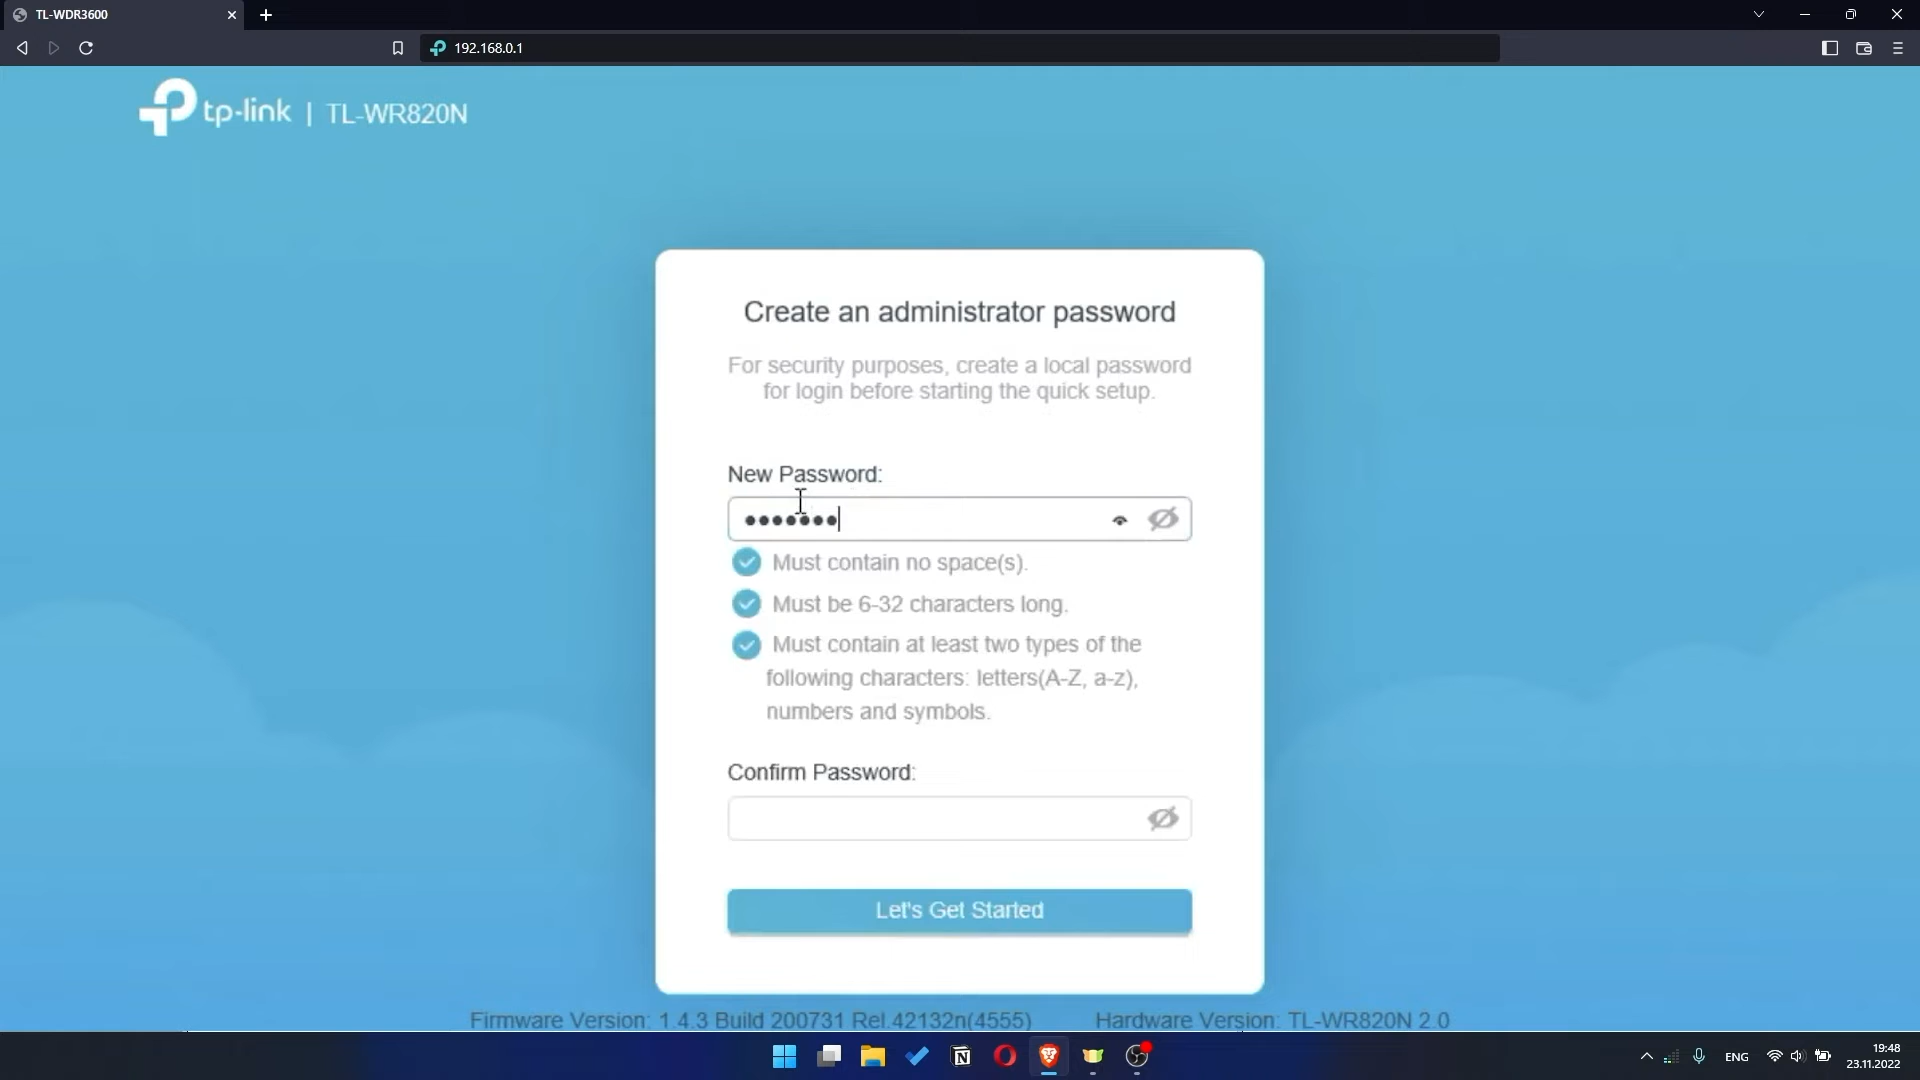 TL-WDR3600
192.168.0.1
tp-link | TL-WR820N
Create an administrator password
For security purposes, create a local password
for login before starting the quick setup.
New Password:
•••••••
Must contain no space(s).
Must be 6-32 characters long.
Must contain at least two types of the
following characters: letters(A-Z, a-z),
numbers and symbols.
Confirm Password:
Let's Get Started
Firmware Version: 1.4.3 Build 200731 Rel.42132n(4555) Hardware Version: TL-WR820N 2.0
ENG
19:48
23.11.2022